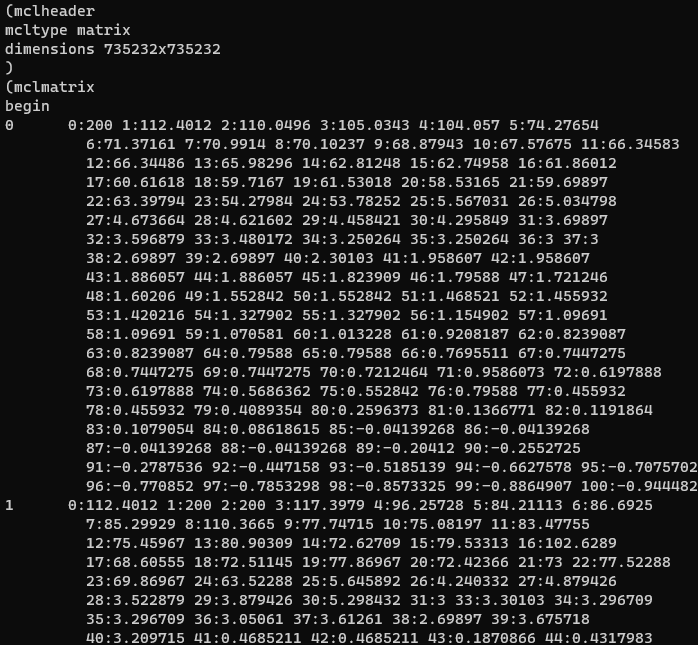 (mclheader
mcltype matrix
dimensions 735232x735232
)
(mclmatrix
begin
0 0:200 1:112.4012 2:110.0496 3:105.0343 4:104.057 5:74.27654
6:71.37161 7:70.9914 8:70.10237 9:68.87943 10:67.57675 11:66.34583
12:66.34486 13:65.98296 14:62.81248 15:62.74958 16:61.86012
17:60.61618 18:59.7167 19:61.53018 20:58.53165 21:59.69897
22:63.39794 23:54.27984 24:53.78252 25:5.567031 26:5.034798
27:4.673664 28:4.621602 29:4.458421 30:4.295849 31:3.69897
32:3.596879 33:3.480172 34:3.250264 35:3.250264 36:3 37:3
38:2.69897 39:2.69897 40:2.30103 41:1.958607 42:1.958607
43:1.886057 44:1.886057 45:1.823909 46:1.79588 47:1.721246
48:1.60206 49:1.552842 50:1.552842 51:1.468521 52:1.455932
53:1.420216 54:1.327902 55:1.327902 56:1.154902 57:1.09691
58:1.09691 59:1.070581 60:1.013228 61:0.9208187 62:0.8239087
63:0.8239087 64:0.79588 65:0.79588 66:0.7695511 67:0.7447275
68:0.7447275 69:0.7447275 70:0.7212464 71:0.9586073 72:0.6197888
73:0.6197888 74:0.5686362 75:0.552842 76:0.79588 77:0.455932
78:0.455932 79:0.4089354 80:0.2596373 81:0.1366771 82:0.1191864
83:0.1079054 84:0.08618615 85:-0.04139268 86:-0.04139268
87:-0.04139268 88:-0.04139268 89:-0.20412 90:-0.2552725
91:-0.2787536 92:-0.447158 93:-0.5185139 94:-0.6627578 95:-0.7075702
96:-0.770852 97:-0.7853298 98:-0.8573325 99:-0.8864907 100:-0.944482
1 0:112.4012 1:200 2:200 3:117.3979 4:96.25728 5:84.21113 6:86.6925
7:85.29929 8:110.3665 9:77.74715 10:75.08197 11:83.47755
12:75.45967 13:80.90309 14:72.62709 15:79.53313 16:102.6289
17:68.60555 18:72.51145 19:77.86967 20:72.42366 21:73 22:77.52288
23:69.86967 24:63.52288 25:5.645892 26:4.240332 27:4.879426
28:3.522879 29:3.879426 30:5.298432 31:3 33:3.30103 34:3.296709
35:3.296709 36:3.05061 37:3.61261 38:2.69897 39:3.675718
40:3.209715 41:0.4685211 42:0.4685211 43:0.1870866 44:0.4317983